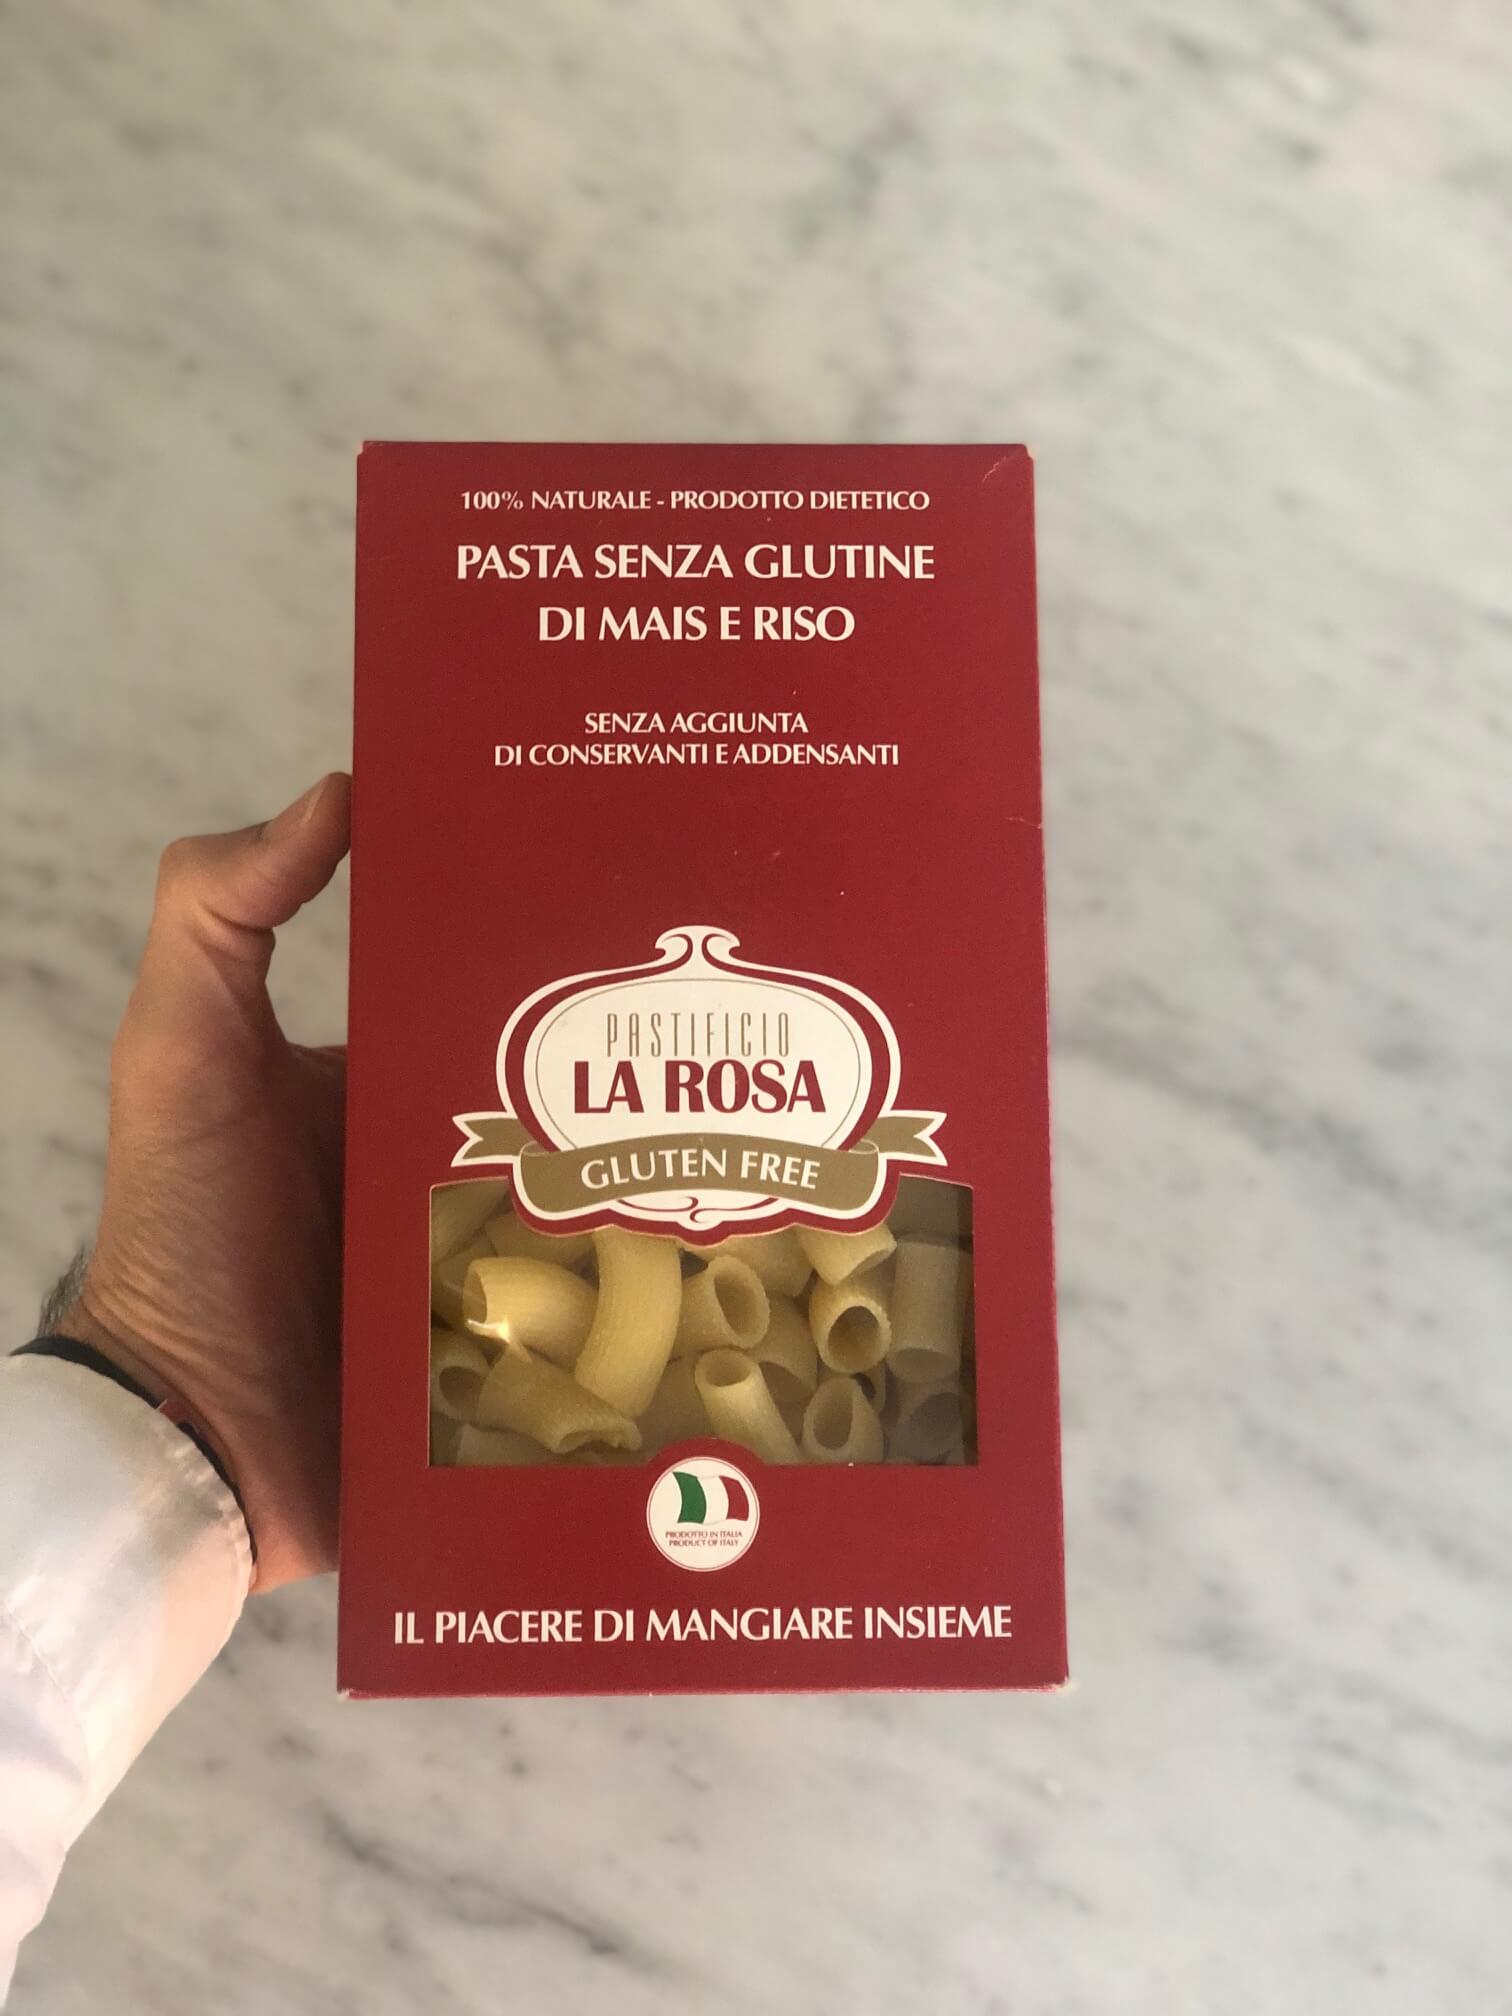 100% NATURALE - PRODOTTO DIETETICO
PASTA SENZA GLUTINE
DI MAIS E RISO
SENZA AGGIUNTA
DI CONSERVANTI E ADDENSANTI
PASTIFICIO
LA ROSA
GLUTEN FREE
PRODOTTO IN ITALIA
PRODUCT OF ITALY
IL PIACERE DI MANGIARE INSIEME